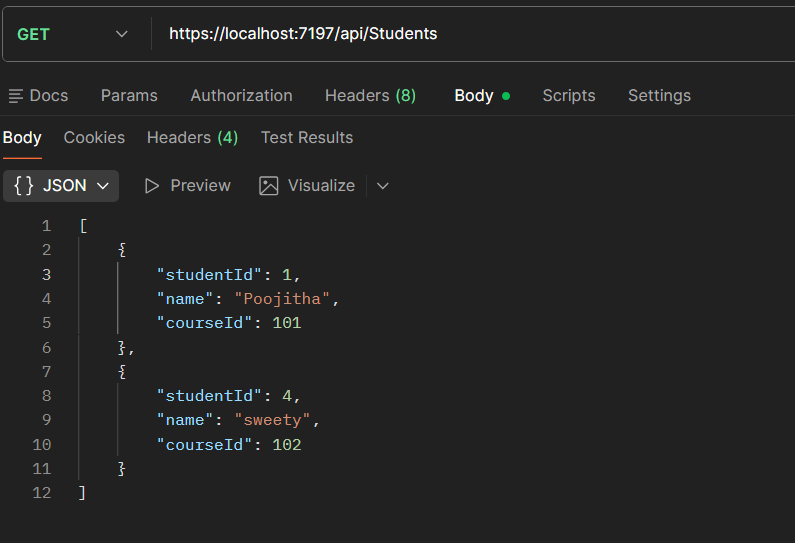 GET https://localhost:7197/api/Students
Docs Params Authorization Headers (8) Body Scripts Settings
Body Cookies Headers (4) Test Results
{} JSON Preview Visualize
1 [
2 {
3 "studentId": 1,
4 "name": "Poojitha",
5 "courseId": 101
6 },
7 {
8 "studentId": 4,
9 "name": "sweety",
10 "courseId": 102
11 }
12 ]